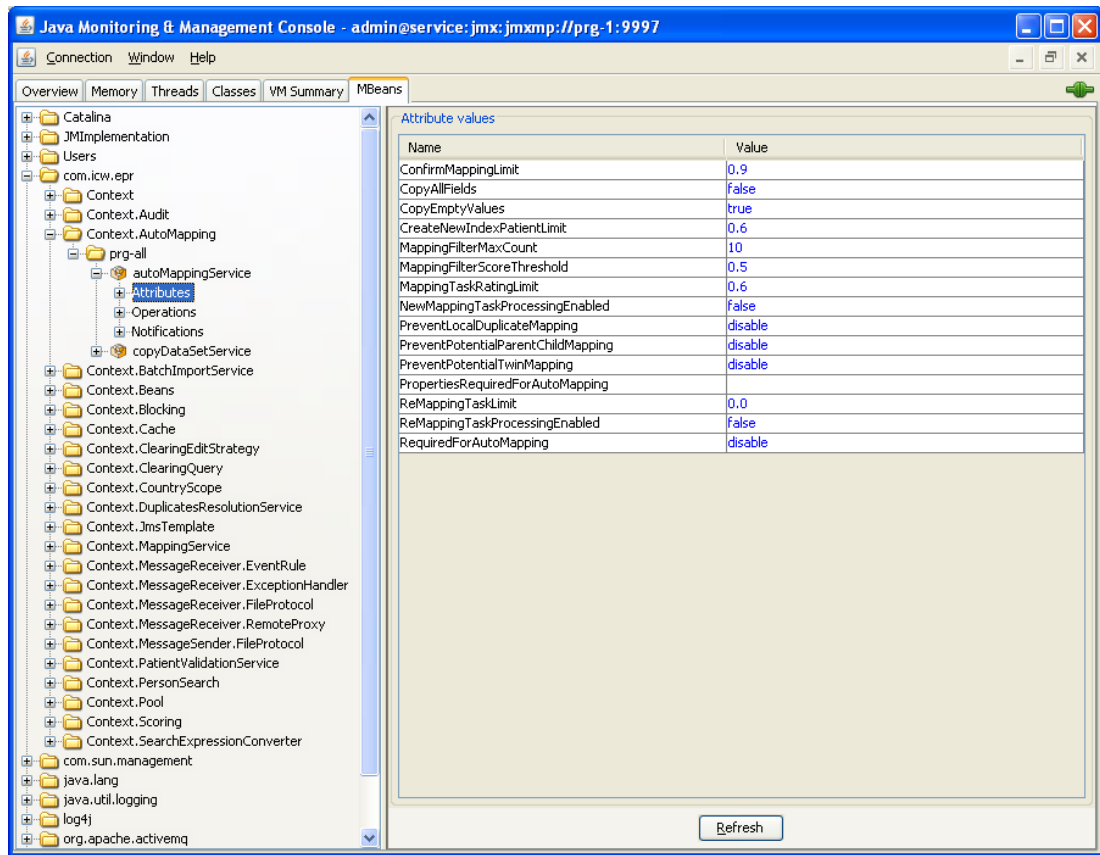 Java Monitoring & Management Console - admin@service:jmx:jmxmp://prg-1:9997
Connection Window Help
Overview Memory Threads Classes VM Summary MBeans
Catalina
JMImplementation
Users
com.icw.epr
Context
Context.Audit
Context.AutoMapping
prg-all
autoMappingService
Attributes
Operations
Notifications
copyDataSetService
Context.BatchImportService
Context.Beans
Context.Blocking
Context.Cache
Context.ClearingEditStrategy
Context.ClearingQuery
Context.CountryScope
Context.DuplicatesResolutionService
Context.JmsTemplate
Context.MappingService
Context.MessageReceiver.EventRule
Context.MessageReceiver.ExceptionHandler
Context.MessageReceiver.FileProtocol
Context.MessageReceiver.RemoteProxy
Context.MessageSender.FileProtocol
Context.PatientValidationService
Context.PersonSearch
Context.Pool
Context.Scoring
Context.SearchExpressionConverter
com.sun.management
java.lang
java.util.logging
log4j
org.apache.activemq
Attribute values
Name Value
ConfirmMappingLimit 0.9
CopyAllFields false
CopyEmptyValues true
CreateNewIndexPatientLimit 0.6
MappingFilterMaxCount 10
MappingFilterScoreThreshold 0.5
MappingTaskRatingLimit 0.6
NewMappingTaskProcessingEnabled false
PreventLocalDuplicateMapping disable
PreventPotentialParentChildMapping disable
PreventPotentialTwinMapping disable
PropertiesRequiredForAutoMapping
ReMappingTaskLimit 0.0
ReMappingTaskProcessingEnabled false
RequiredForAutoMapping disable
Refresh